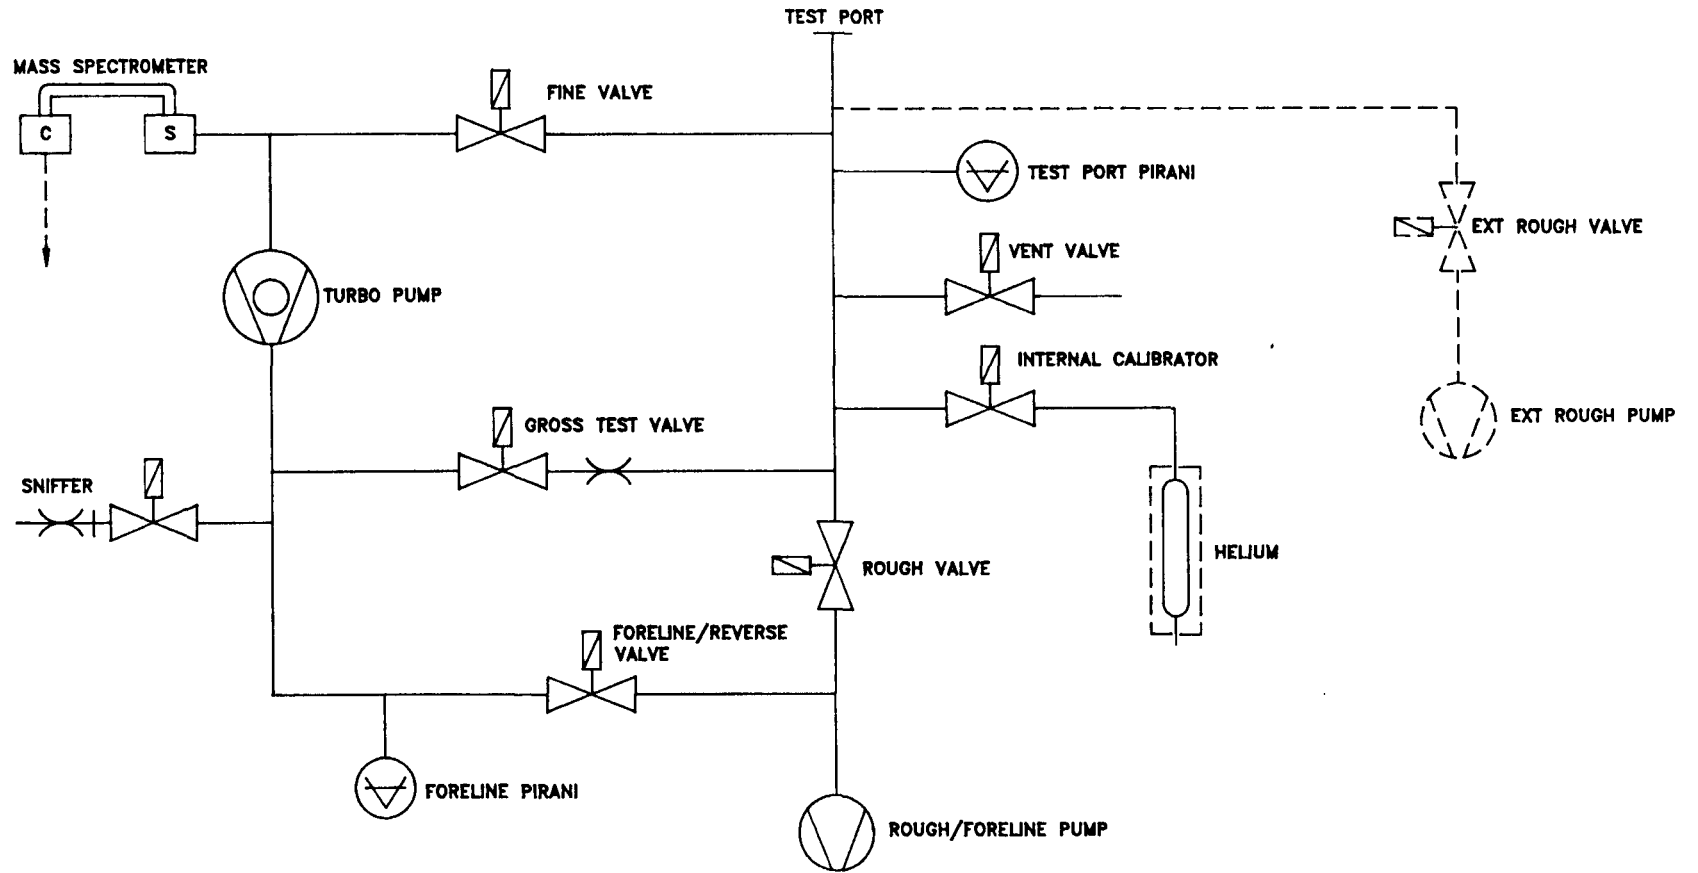 TEST PORT
MASS SPECTROMETER
FINE VALVE
C
S
TEST PORT PIRANI
EXT ROUGH VALVE
VENT VALVE
TURBO PUMP
INTERNAL CALIBRATOR
EXT ROUGH PUMP
GROSS TEST VALVE
SNIFFER
HELIUM
ROUGH VALVE
FORELINE/REVERSE
VALVE
FORELINE PIRANI
ROUGH/FORELINE PUMP